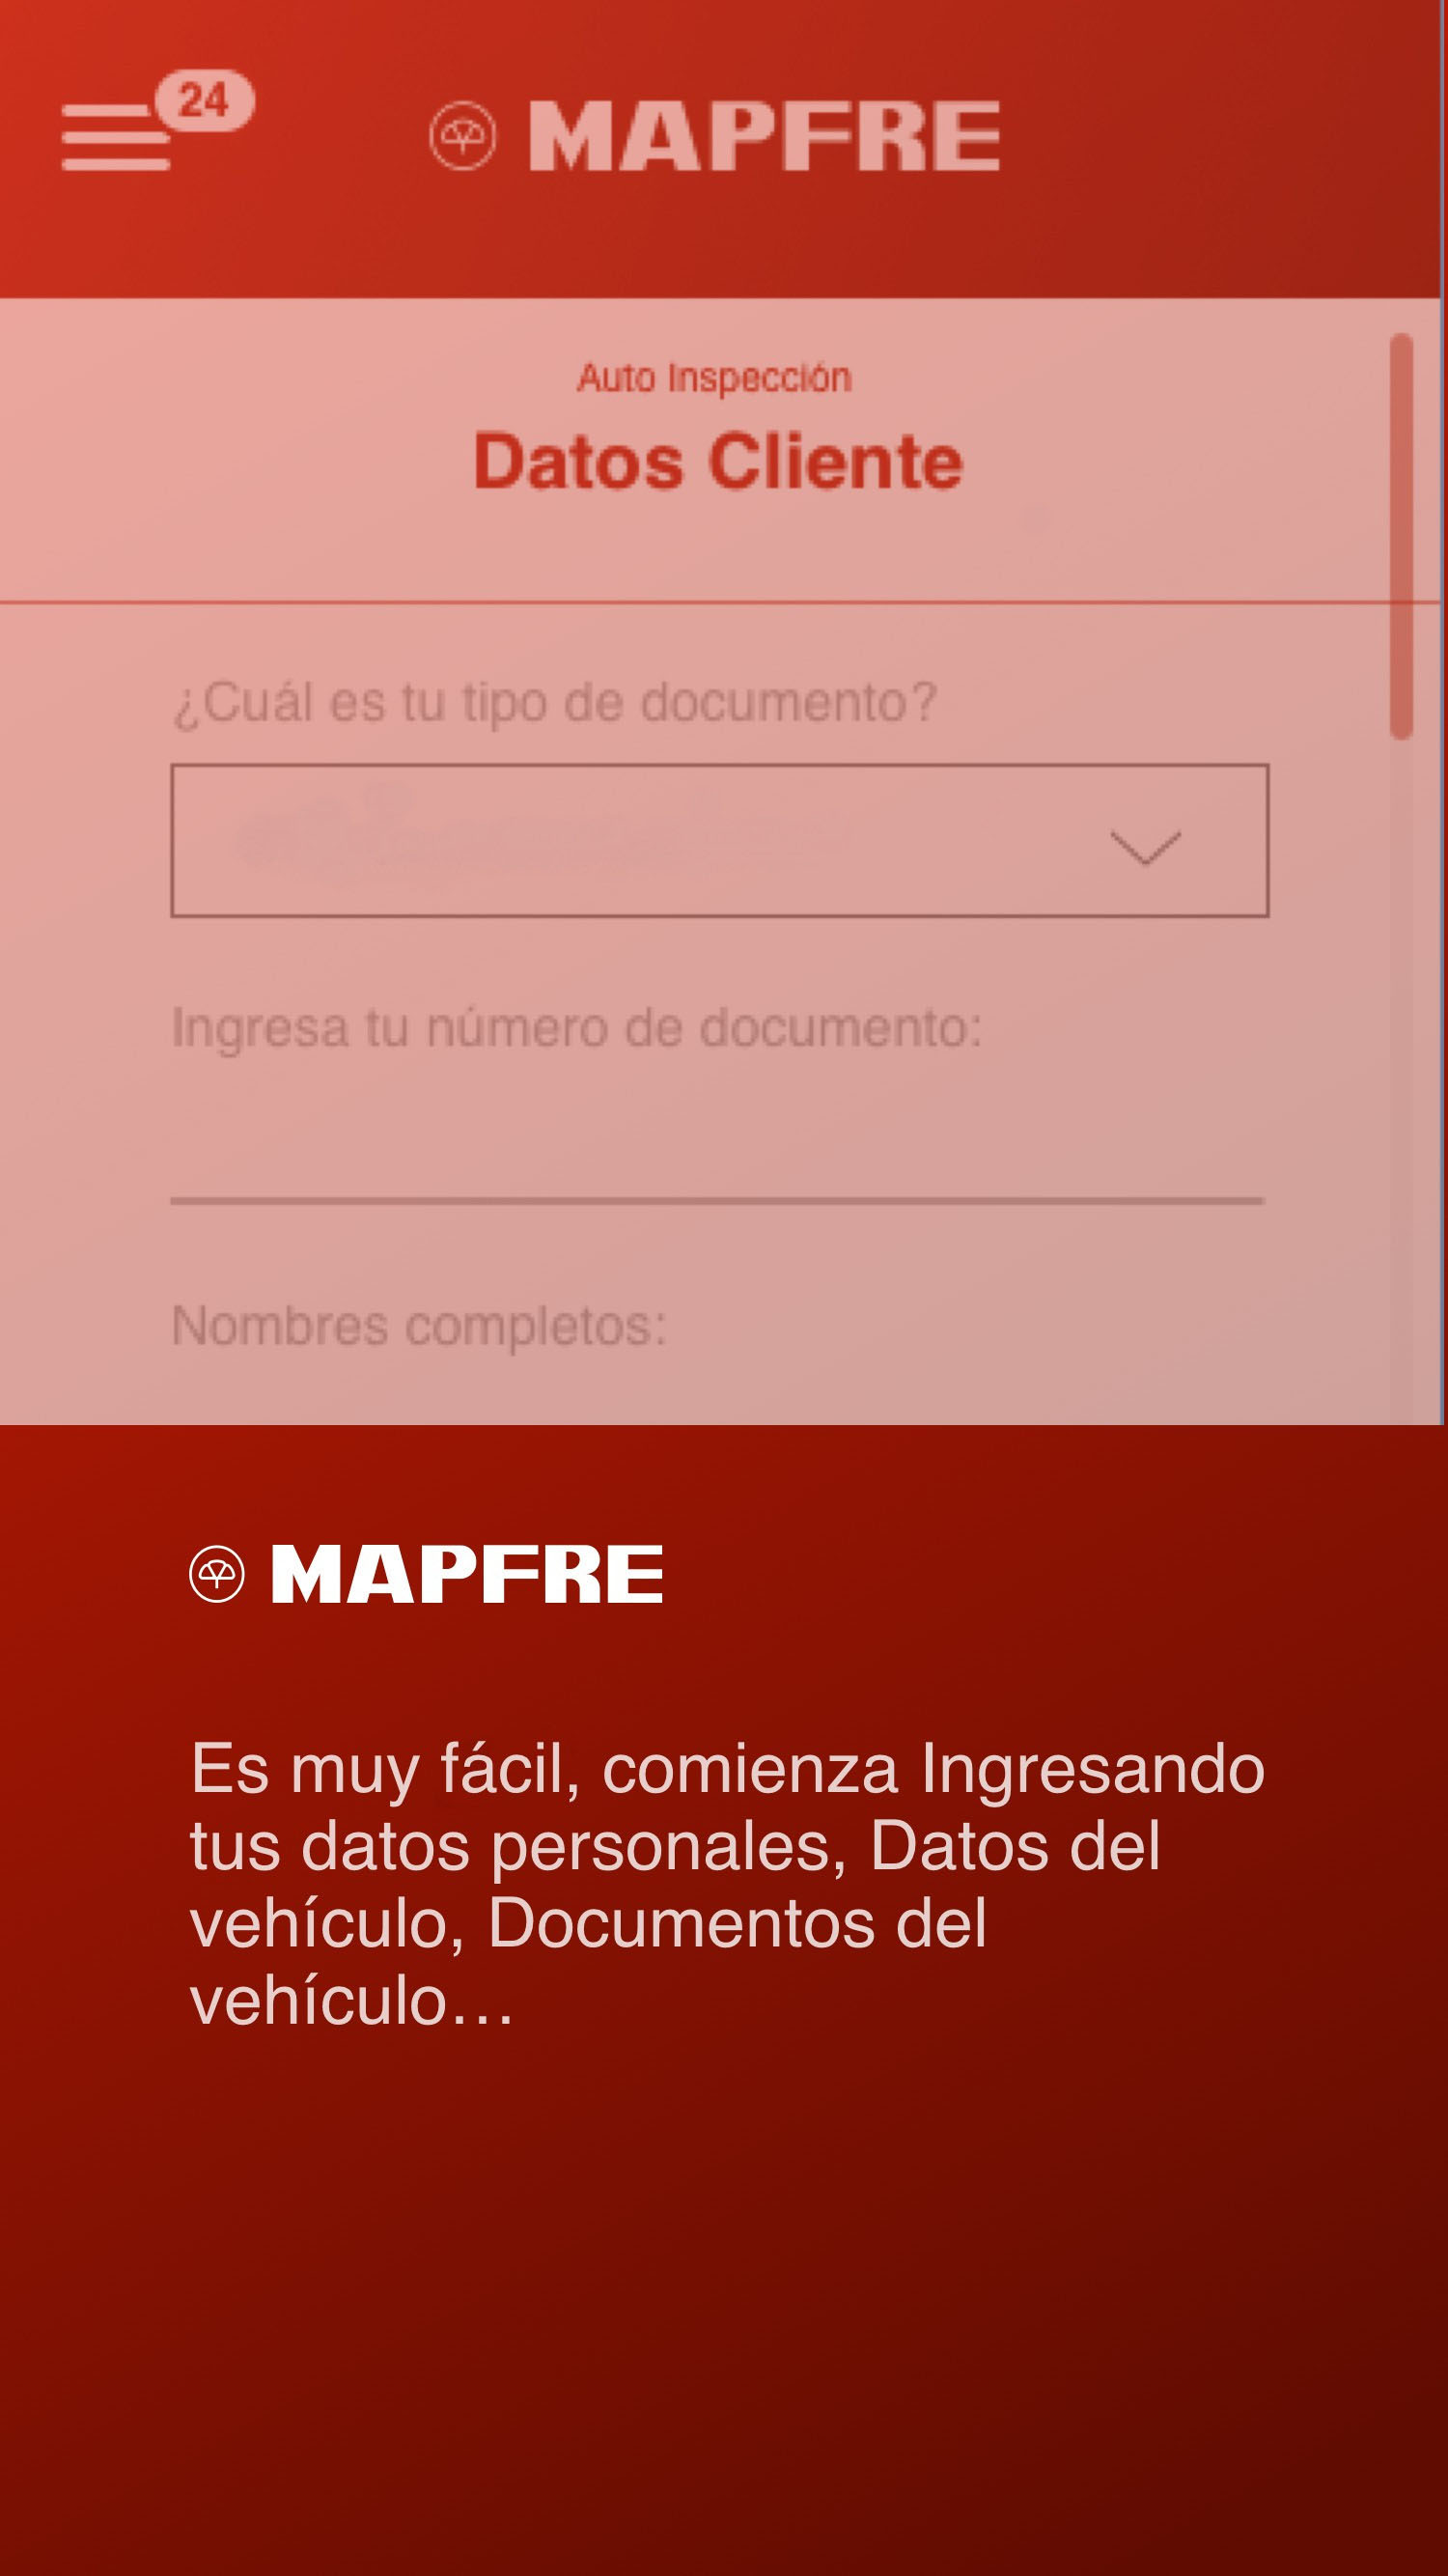 24
MAPFRE
Auto Inspección
Datos Cliente
¿Cuál es tu tipo de documento?
Ingresa tu número de documento:
Nombres completos:
MAPFRE
Es muy fácil, comienza Ingresando
tus datos personales, Datos del
vehículo, Documentos del
vehículo…